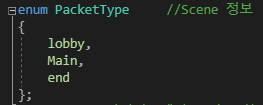 enum PacketType //Scene 정보
{
lobby,
Main,
end
};